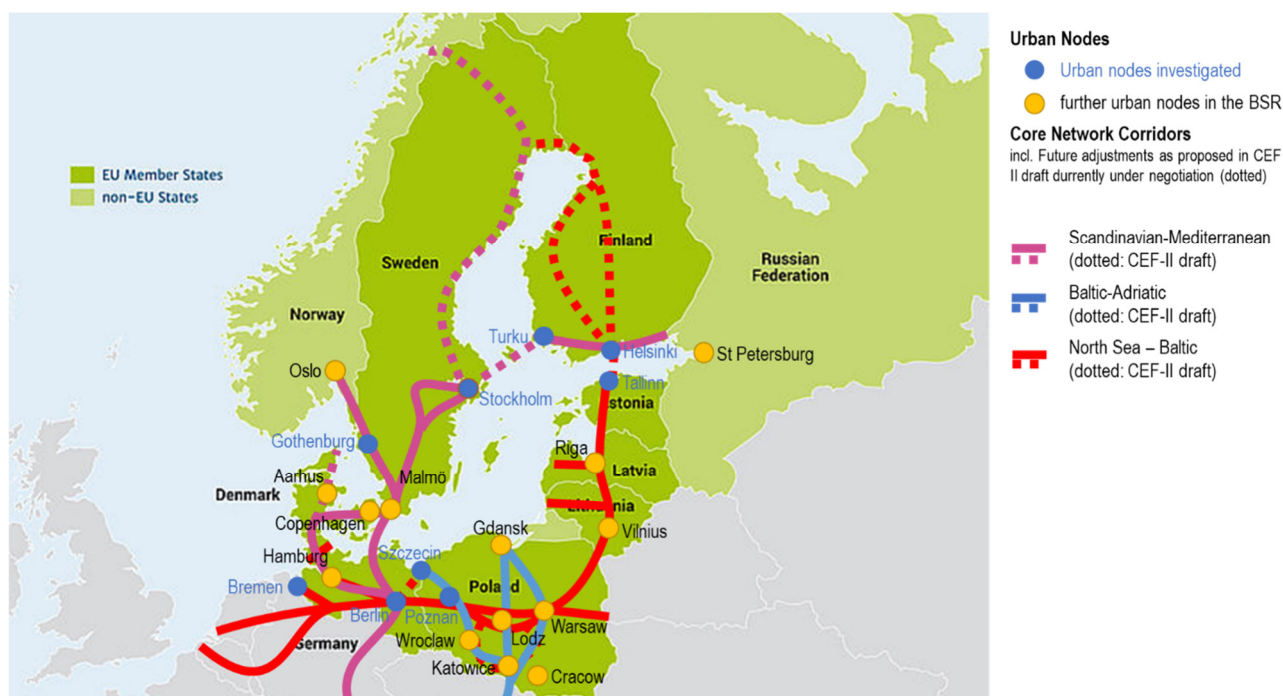 Urban Nodes
Urban nodes investigated
further urban nodes in the BSR
Core Network Corridors
incl. Future adjustments as proposed in CEF
II draft durrently under negotiation (dotted)
Scandinavian-Mediterranean
(dotted: CEF-II draft)
Baltic-Adriatic
(dotted: CEF-II draft)
North Sea – Baltic
(dotted: CEF-II draft)
EU Member States
non-EU States
Finland
Sweden
Russian
Federation
Norway
Turku
Helsinki
St Petersburg
Oslo
Tallinn
Stockholm
stonia
Gothenburg
Riga
Aarhus
Malmö
Latvia
Denmark
Lithuania
Copenhagen
Gdansk
Vilnius
Hamburg
Szczecin
Bremen
Poland
Berlin
Poznan
Warsaw
Germany
Wroclaw
Lodz
Katowice
Cracow